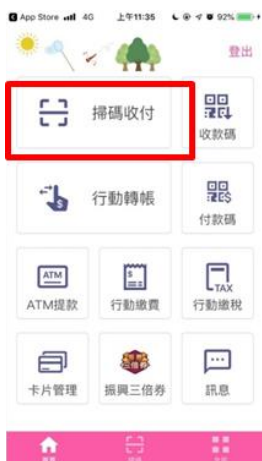 App Store 4G 上午11:35 92%
登出
掃碼收付
收款碼
行動轉帳
付款碼
ATM
ATM提款
$
行動繳費
TAX
行動繳稅
卡片管理
振興三倍券
訊息